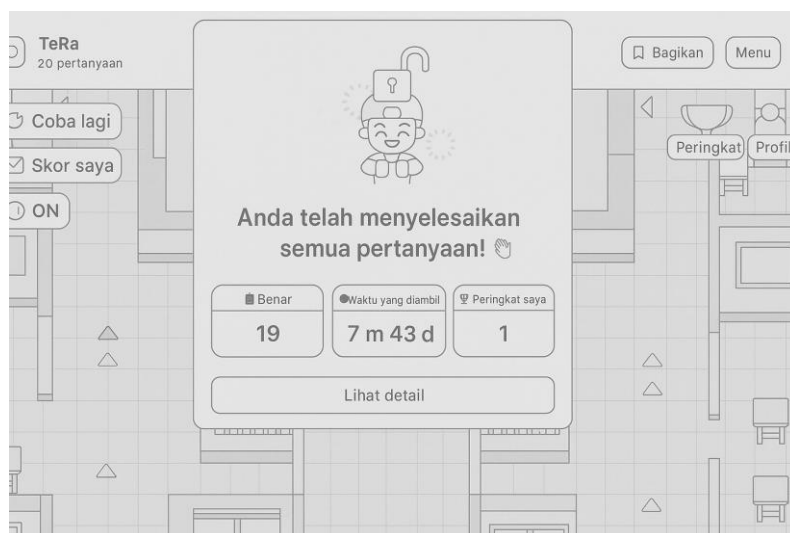 TeRa
20 pertanyaan
Bagikan
Menu
Coba lagi
Skor saya
ON
Peringkat
Profil
Anda telah menyelesaikan
semua pertanyaan!
Benar
19
Waktu yang diambil
7 m 43 d
Peringkat saya
1
Lihat detail